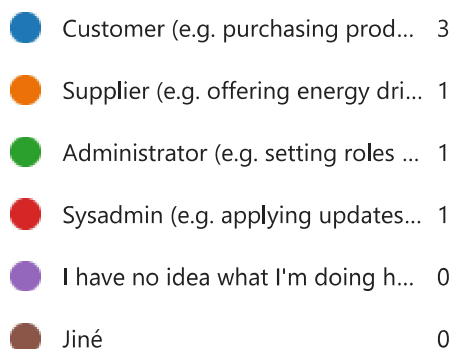 Customer (e.g. purchasing prod... 3
Supplier (e.g. offering energy dri... 1
Administrator (e.g. setting roles ... 1
Sysadmin (e.g. applying updates... 1
I have no idea what I'm doing h... 0
Jiné 0